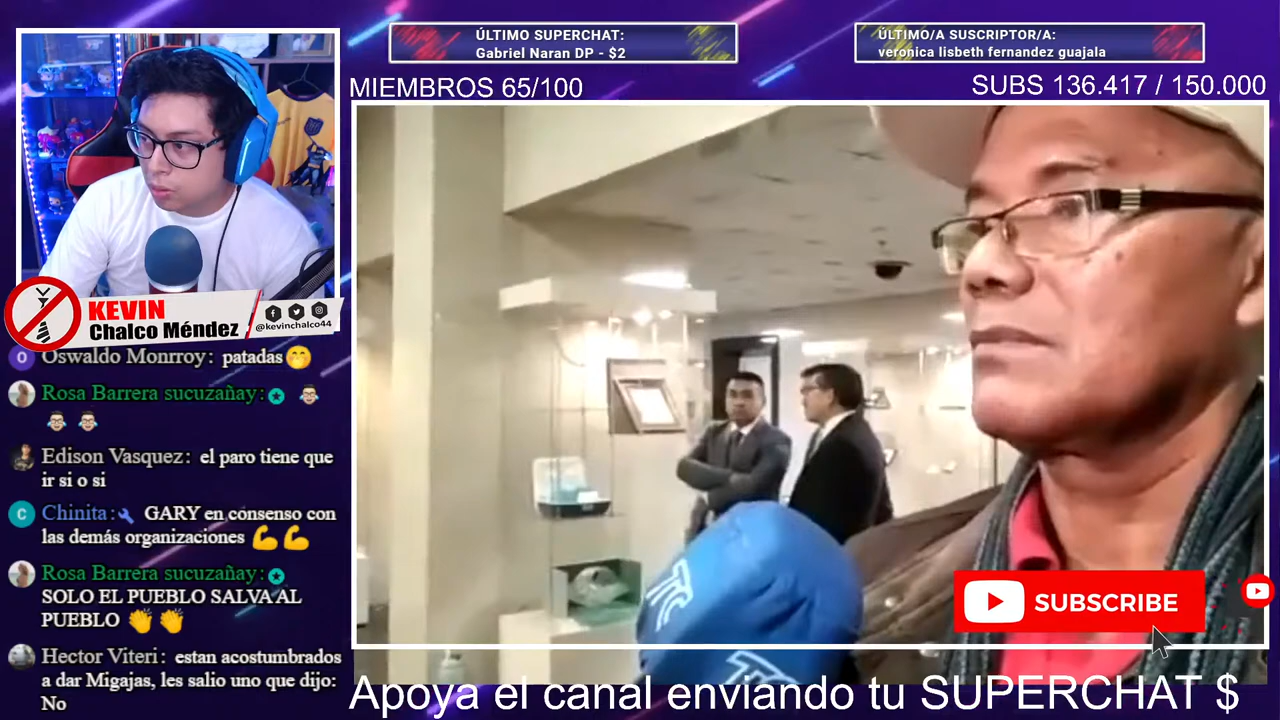 ÚLTIMO SUPERCHAT:
Gabriel Naran DP - $2
ÚLTIMO/A SUSCRIPTOR/A:
veronica lisbeth fernandez guajala
MIEMBROS 65/100
SUBS 136.417 / 150.000
KEVIN
Chalco Méndez
@kevinchalco44
Oswaldo Monrroy: patadas
Rosa Barrera sucuzañay:
Edison Vasquez: el paro tiene que
ir si o si
Chinita: GARY en consenso con
las demás organizaciones
Rosa Barrera sucuzañay:
SOLO EL PUEBLO SALVA AL
PUEBLO
Hector Viteri: estan acostumbrados
a dar Migajas, les salio uno que dijo:
No
TC
TC
SUBSCRIBE
Apoya el canal enviando tu SUPERCHAT $